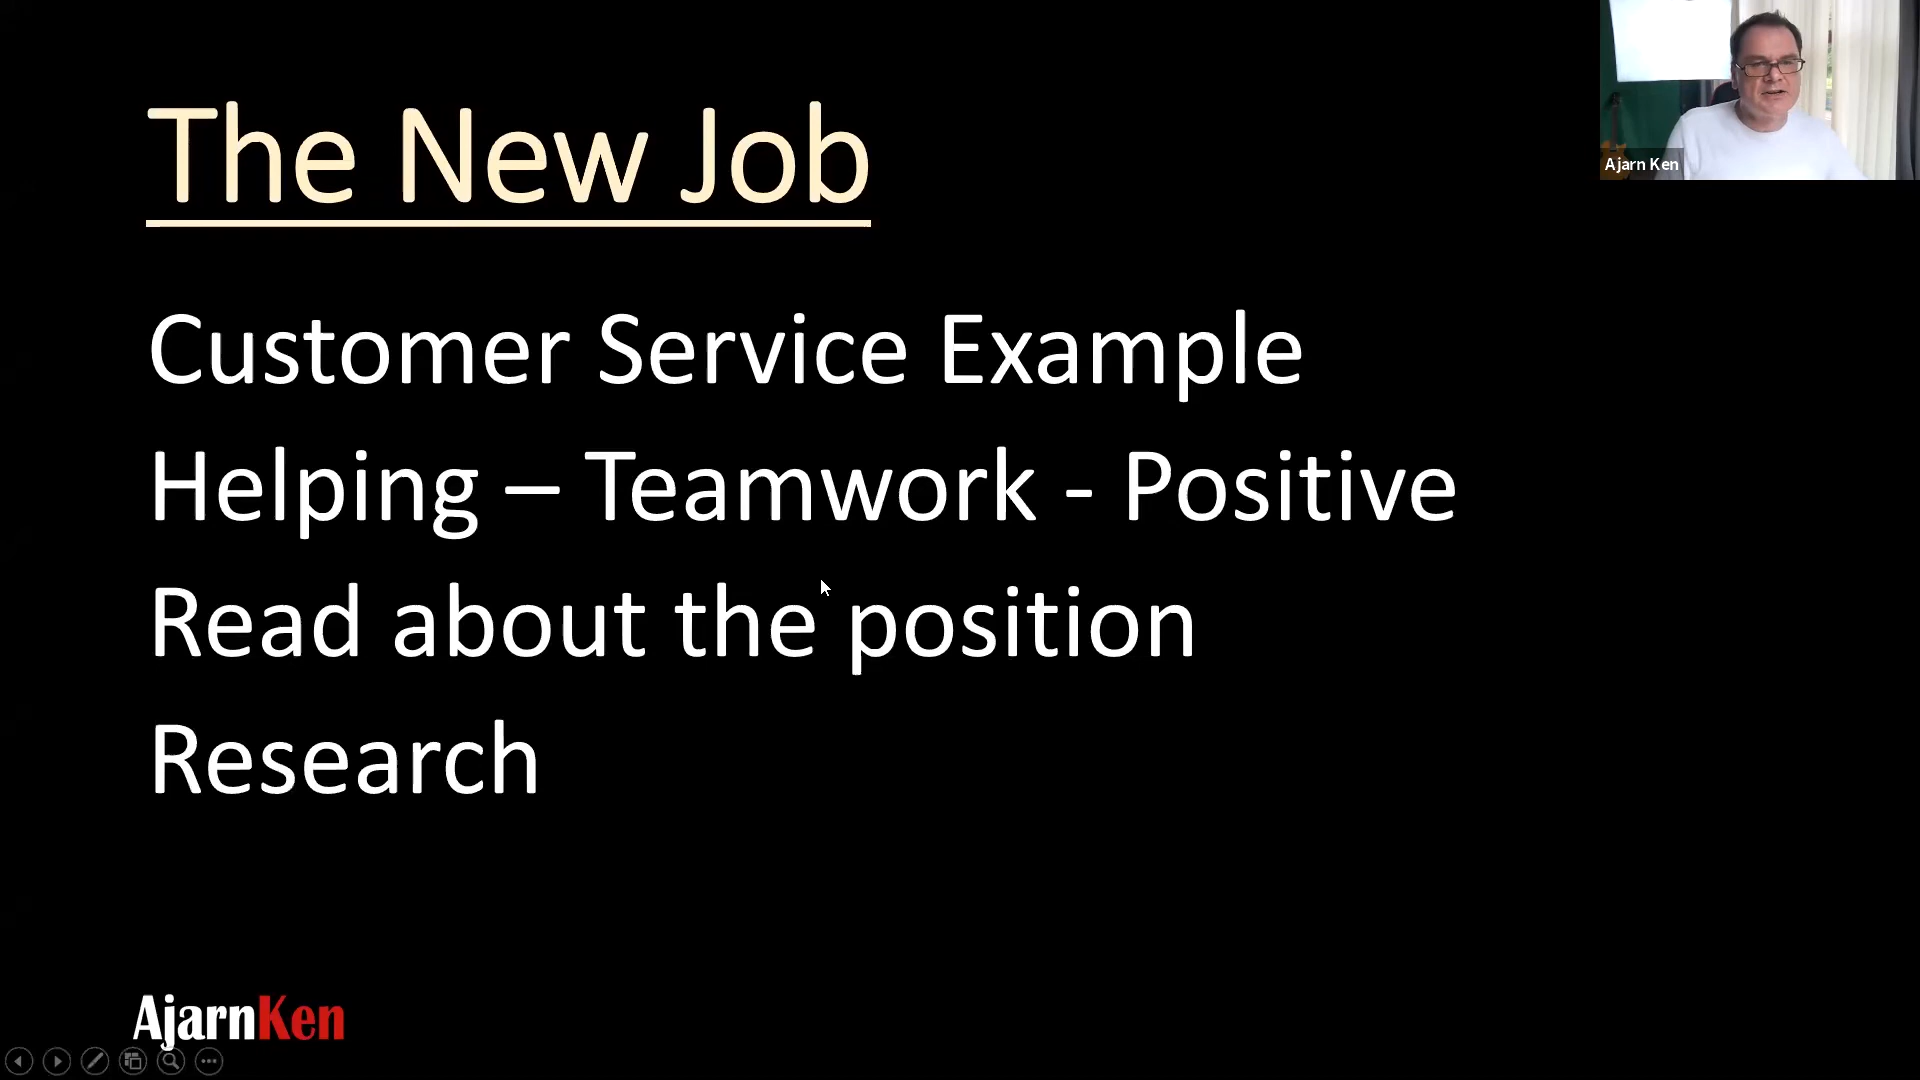 The New Job
Ajarn Ken
Customer Service Example
Helping – Teamwork - Positive
Read about the position
Research
AjarnKen